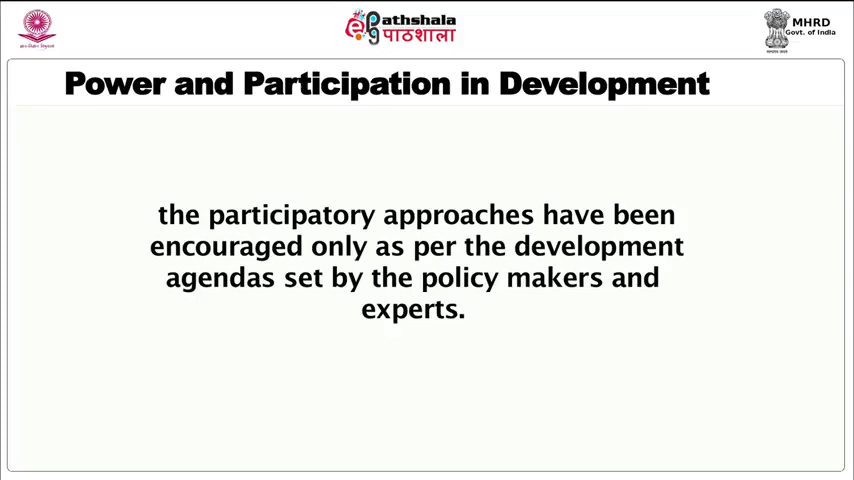 ePathshala
पाठशाला
MHRD
Govt. of India
Power and Participation in Development
the participatory approaches have been
encouraged only as per the development
agendas set by the policy makers and
experts.